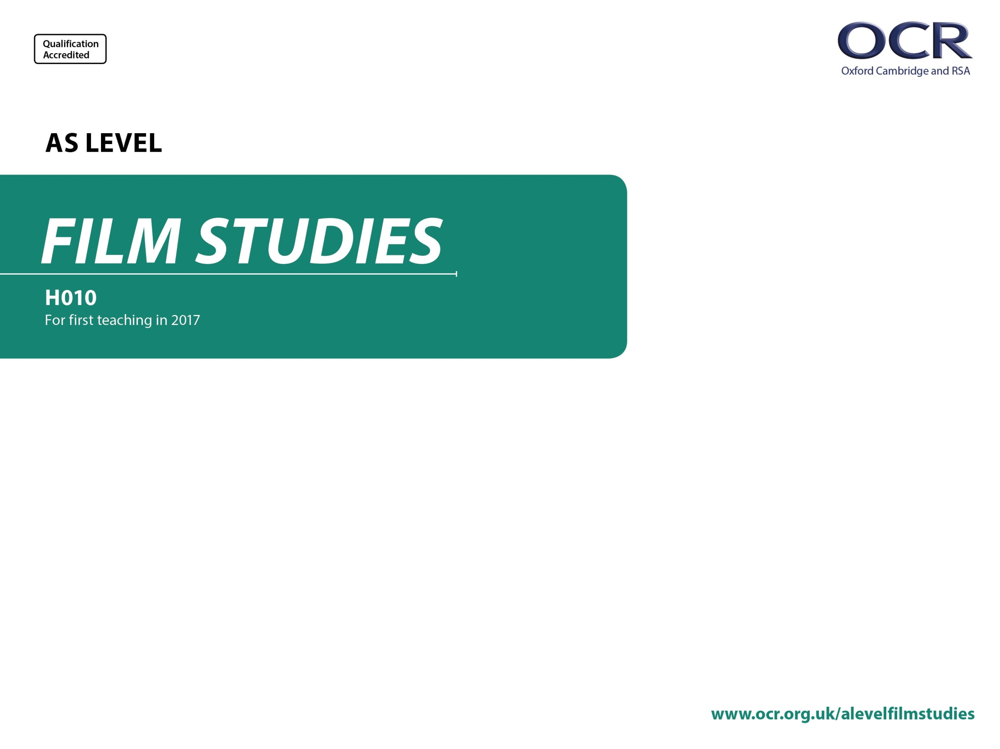 Qualification
Accredited
OCR
Oxford Cambridge and RSA
AS LEVEL
FILM STUDIES
H010
For first teaching in 2017
www.ocr.org.uk/alevelfilmstudies